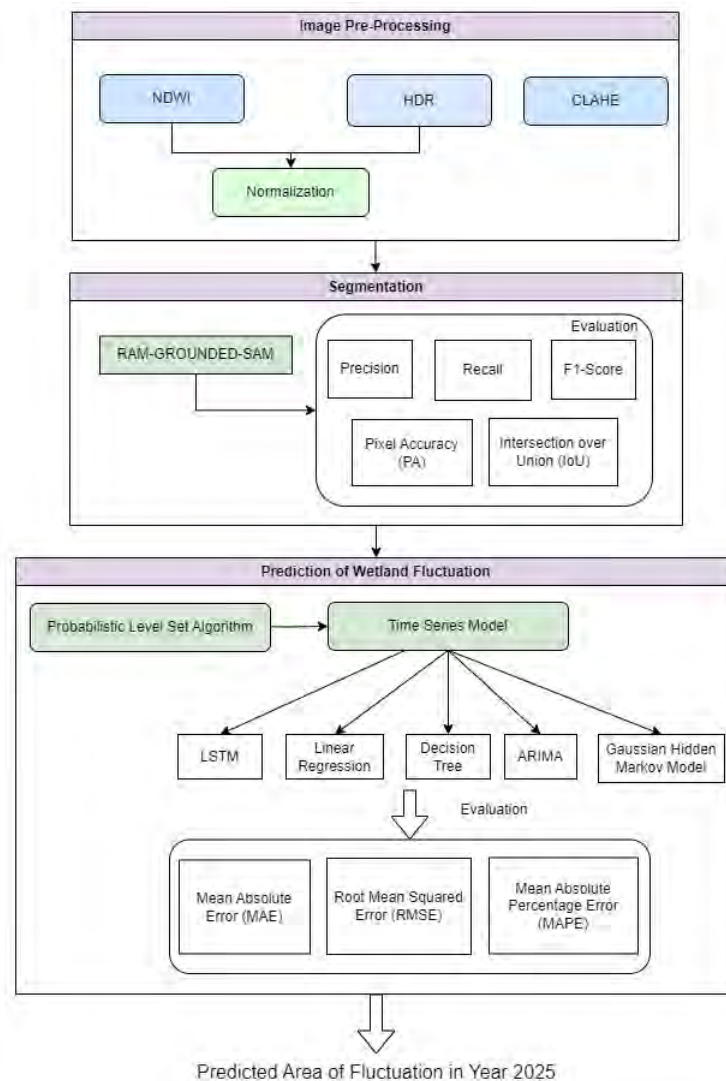 Image Pre-Processing
NDWI
HDR
CLAHE
Normalization
Segmentation
RAM-GROUNDED-SAM
Evaluation
Precision
Recall
F1-Score
Pixel Accuracy
(PA)
Intersection over
Union (IoU)
Prediction of Wetland Fluctuation
Probabilistic Level Set Algorithm
Time Series Model
LSTM
Linear
Regression
Decision
Tree
ARIMA
Gaussian Hidden
Markov Model
Evaluation
Mean Absolute
Error (MAE)
Root Mean Squared
Error (RMSE)
Mean Absolute
Percentage Error
(MAPE)
Predicted Area of Fluctuation in Year 2025